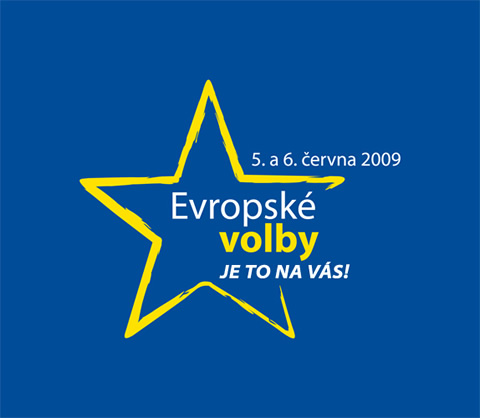 5. a 6. června 2009
Evropské
volby
JE TO NA VÁS!